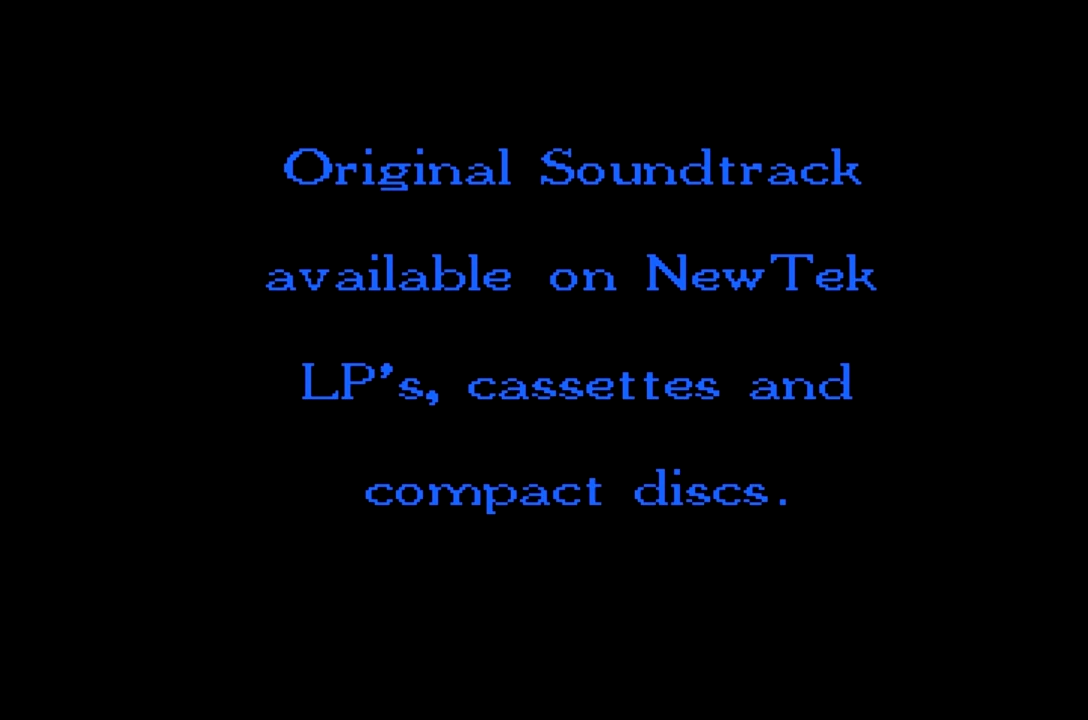 Original Soundtrack
available on NewTek
LP's, cassettes and
compact discs.